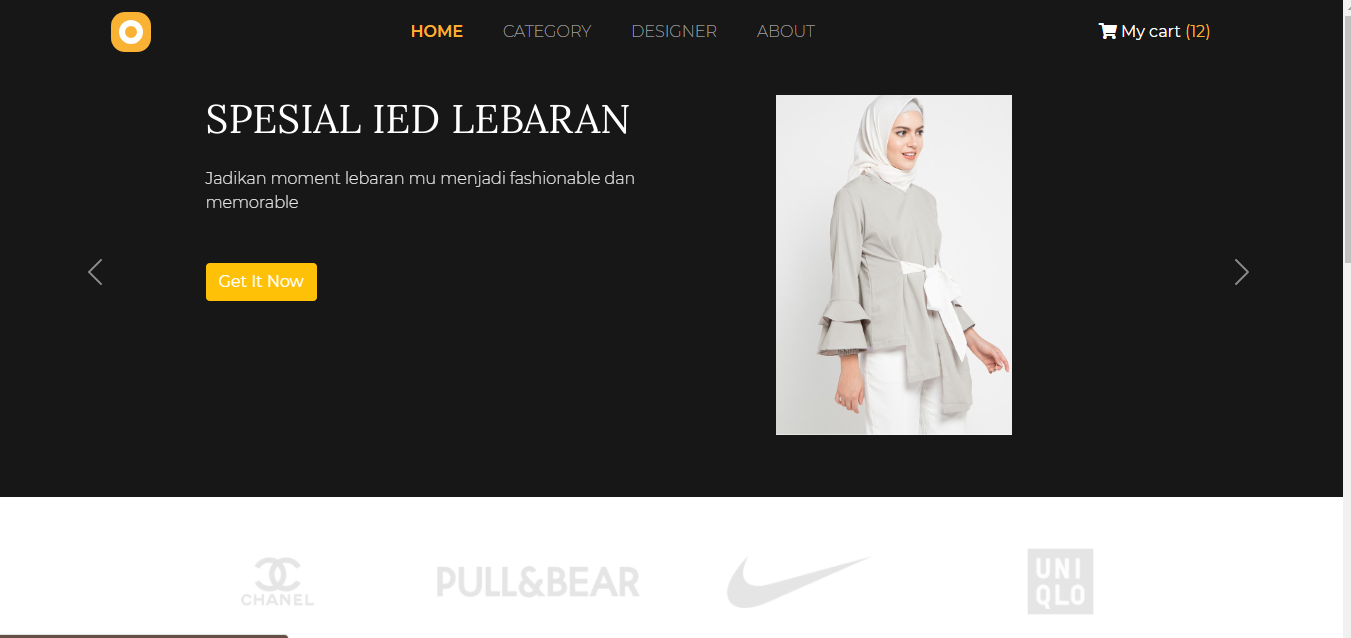 HOME
CATEGORY
DESIGNER
ABOUT
My cart (12)
SPESIAL IED LEBARAN
Jadikan moment lebaran mu menjadi fashionable dan
memorable
Get It Now
CHANEL
PULL&BEAR
UNI
QLO